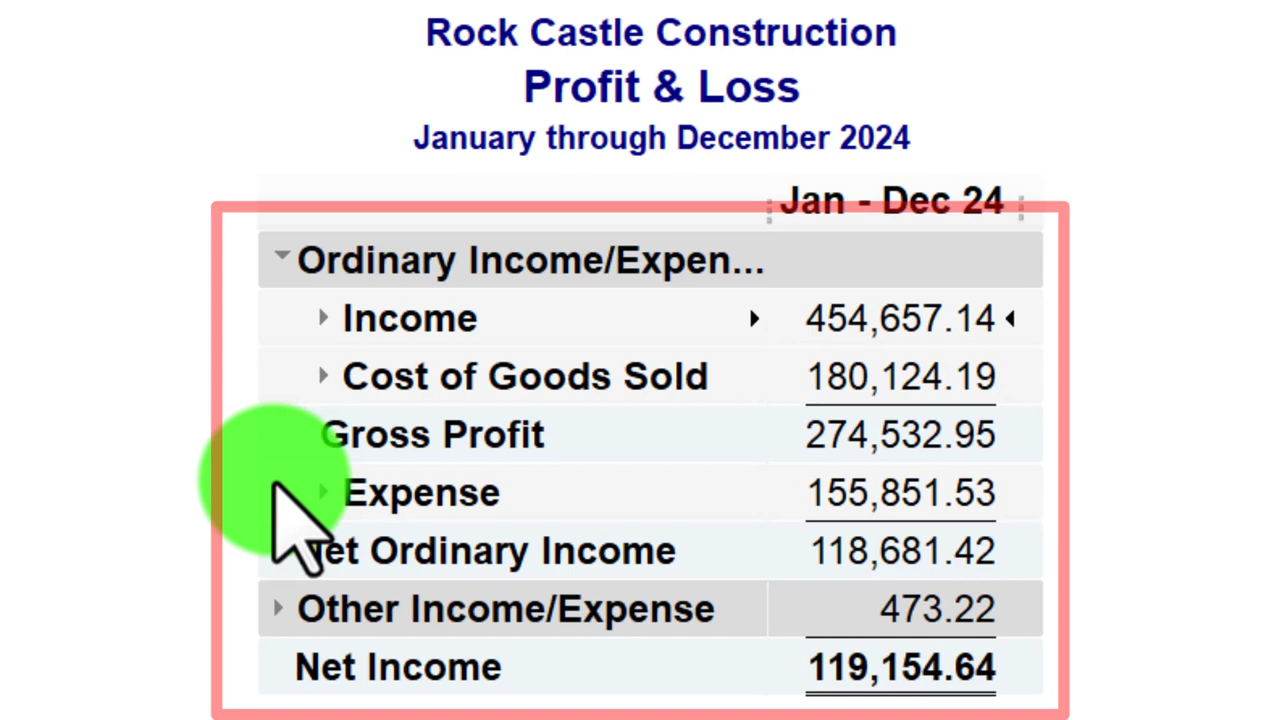 Rock Castle Construction
Profit & Loss
January through December 2024
Jan - Dec 24
Ordinary Income/Expen...
Income 454,657.14
Cost of Goods Sold 180,124.19
Gross Profit 274,532.95
Expense 155,851.53
Net Ordinary Income 118,681.42
Other Income/Expense 473.22
Net Income 119,154.64